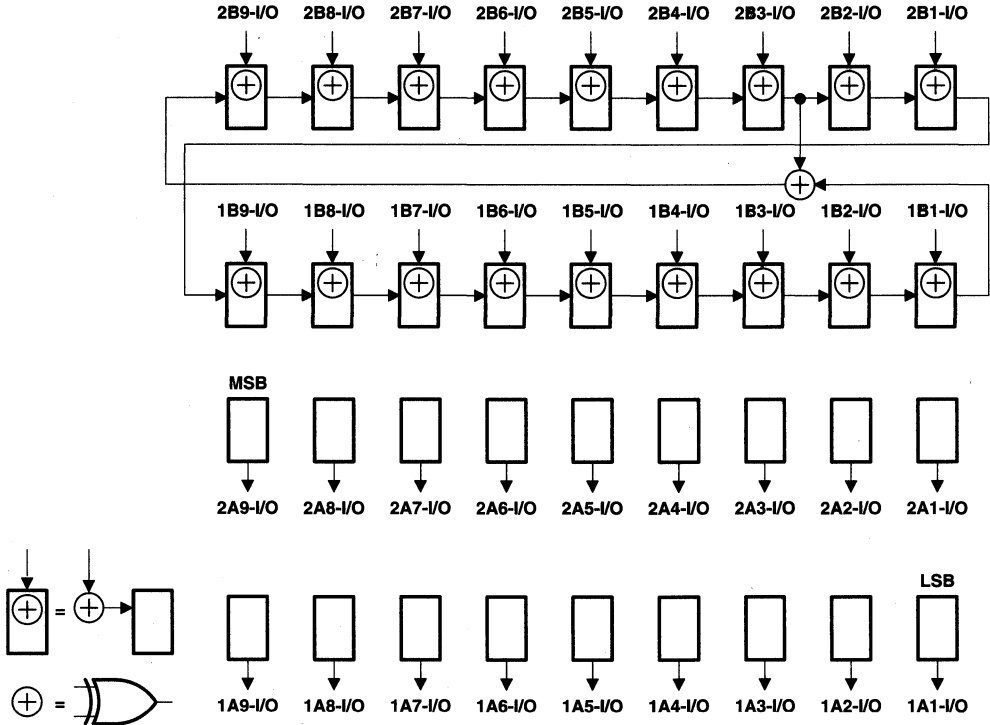 2B9-I/O 2B8-I/O 2B7-I/O 2B6-I/O 2B5-I/O 2B4-I/O 2B3-I/O 2B2-I/O 2B1-I/O
1B9-I/O 1B8-I/O 1B7-I/O 1B6-I/O 1B5-I/O 1B4-I/O 1B3-I/O 1B2-I/O 1B1-I/O
MSB
2A9-I/O 2A8-I/O 2A7-I/O 2A6-I/O 2A5-I/O 2A4-I/O 2A3-I/O 2A2-I/O 2A1-I/O
LSB
=
=
1A9-I/O 1A8-I/O 1A7-I/O 1A6-I/O 1A5-I/O 1A4-I/O 1A3-I/O 1A2-I/O 1A1-I/O